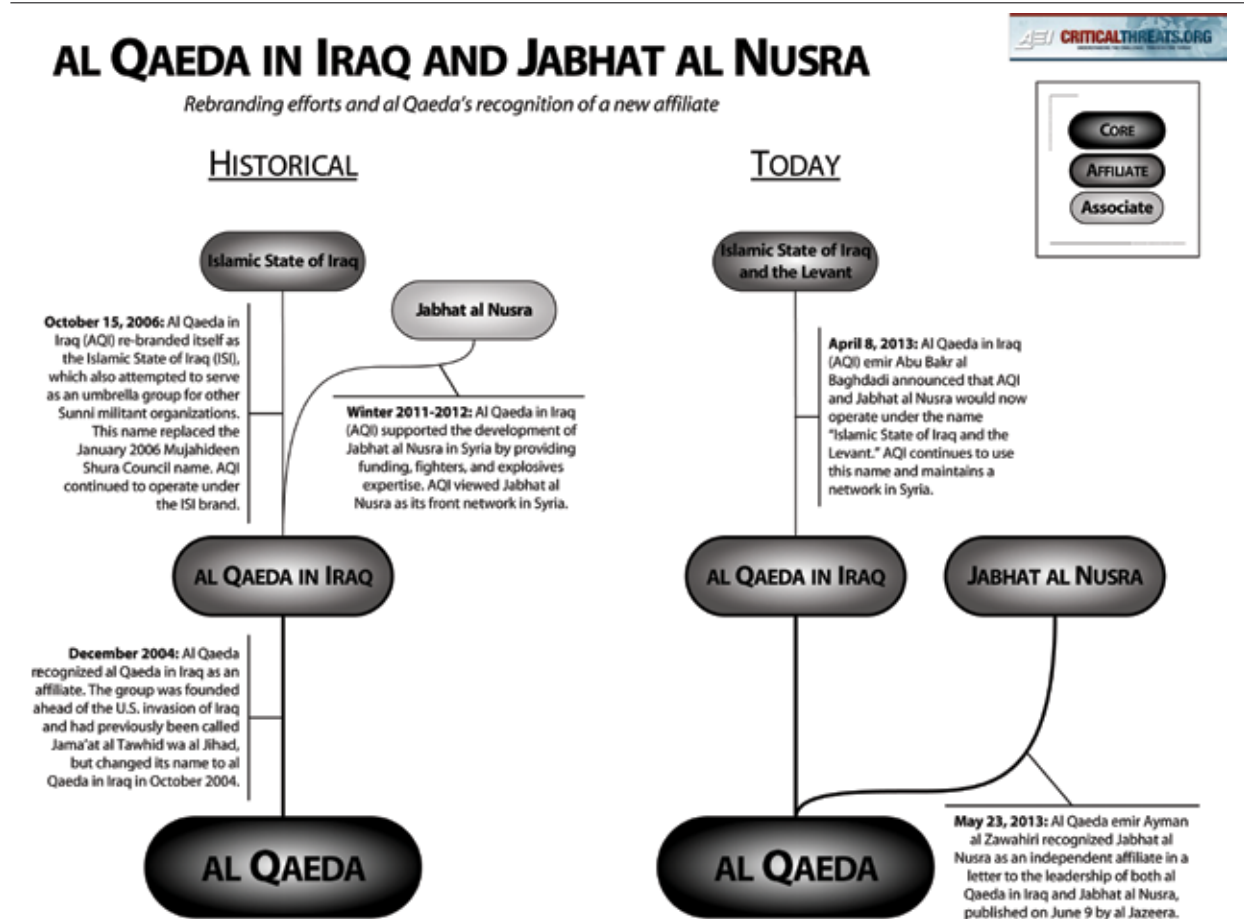 AEI CRITICALTHREATS.ORG
AL QAEDA IN IRAQ AND JABHAT AL NUSRA
Rebranding efforts and al Qaeda's recognition of a new affiliate
CORE
AFFILIATE
Associate
HISTORICAL
Islamic State of Iraq
Jabhat al Nusra
October 15, 2006: Al Qaeda in
Iraq (AQI) re-branded itself as
the Islamic State of Iraq (ISI),
which also attempted to serve
as an umbrella group for other
Sunni militant organizations.
This name replaced the
January 2006 Mujahideen
Shura Council name. AQI
continued to operate under
the ISI brand.
Winter 2011-2012: Al Qaeda in Iraq
(AQI) supported the development of
Jabhat al Nusra in Syria by providing
funding, fighters, and explosives
expertise. AQI viewed Jabhat al
Nusra as its front network in Syria.
AL QAEDA IN IRAQ
December 2004: Al Qaeda
recognized al Qaeda in Iraq as an
affiliate. The group was founded
ahead of the U.S. invasion of Iraq
and had previously been called
Jama'at al Tawhid wa al Jihad,
but changed its name to al
Qaeda in Iraq in October 2004.
AL QAEDA
TODAY
Islamic State of Iraq
and the Levant
April 8, 2013: Al Qaeda in Iraq
(AQI) emir Abu Bakr al
Baghdadi announced that AQI
and Jabhat al Nusra would now
operate under the name
"Islamic State of Iraq and the
Levant." AQI continues to use
this name and maintains a
network in Syria.
AL QAEDA IN IRAQ
JABHAT AL NUSRA
AL QAEDA
May 23, 2013: Al Qaeda emir Ayman
al Zawahiri recognized Jabhat al
Nusra as an independent affiliate in a
letter to the leadership of both al
Qaeda in Iraq and Jabhat al Nusra,
published on June 9 by al Jazeera.